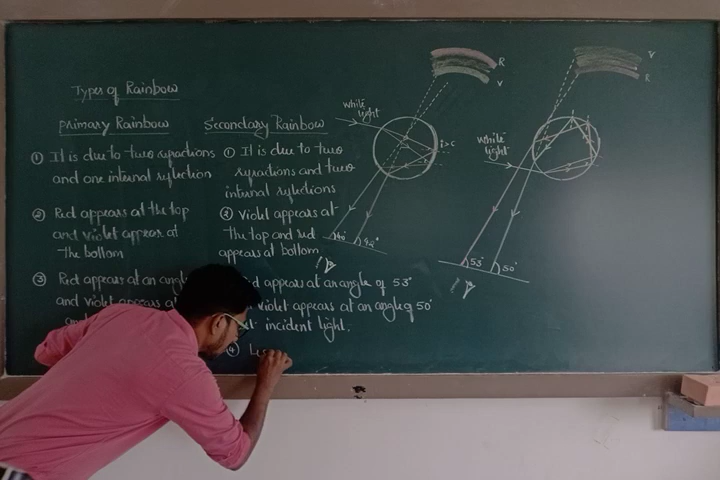 Types of Rainbow
Primary Rainbow
① It is due to two refractions
and one internal reflection
② Red appears at the top
and violet appear at
the bottom
③ Red appear at an angle
and violet appears at
Secondary Rainbow
① It is due to two
refractions and two
internal reflections
② Violet appears at
the top and red
appears at bottom
appears at an angle of 53°
violet appears at an angle of 50°
incident light.
④ Les
white
light
R
V
i>c
40°
42°
white
light
V
R
53°
50°